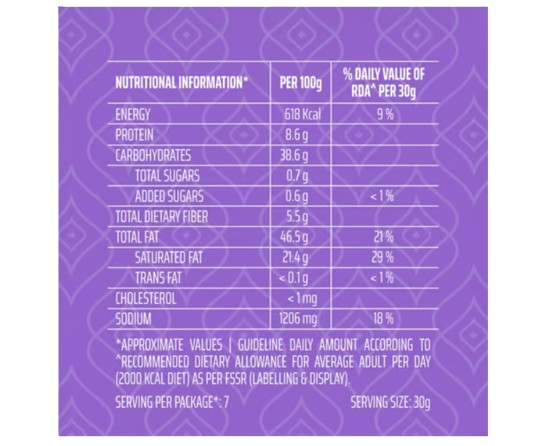 NUTRITIONAL INFORMATION* PER 100g % DAILY VALUE OF
RDA^ PER 30g
ENERGY 618 Kcal 9 %
PROTEIN 8.6 g
CARBOHYDRATES 38.6 g
TOTAL SUGARS 0.7 g
ADDED SUGARS 0.6 g < 1 %
TOTAL DIETARY FIBER 5.5 g
TOTAL FAT 46.5 g 21 %
SATURATED FAT 21.4 g 29 %
TRANS FAT < 0.1 g < 1 %
CHOLESTEROL < 1 mg
SODIUM 1206 mg 18 %
*APPROXIMATE VALUES | GUIDELINE DAILY AMOUNT ACCORDING TO
^RECOMMENDED DIETARY ALLOWANCE FOR AVERAGE ADULT PER DAY
(2000 KCAL DIET) AS PER FSSR (LABELLING & DISPLAY).
SERVING PER PACKAGE*: 7 SERVING SIZE: 30g